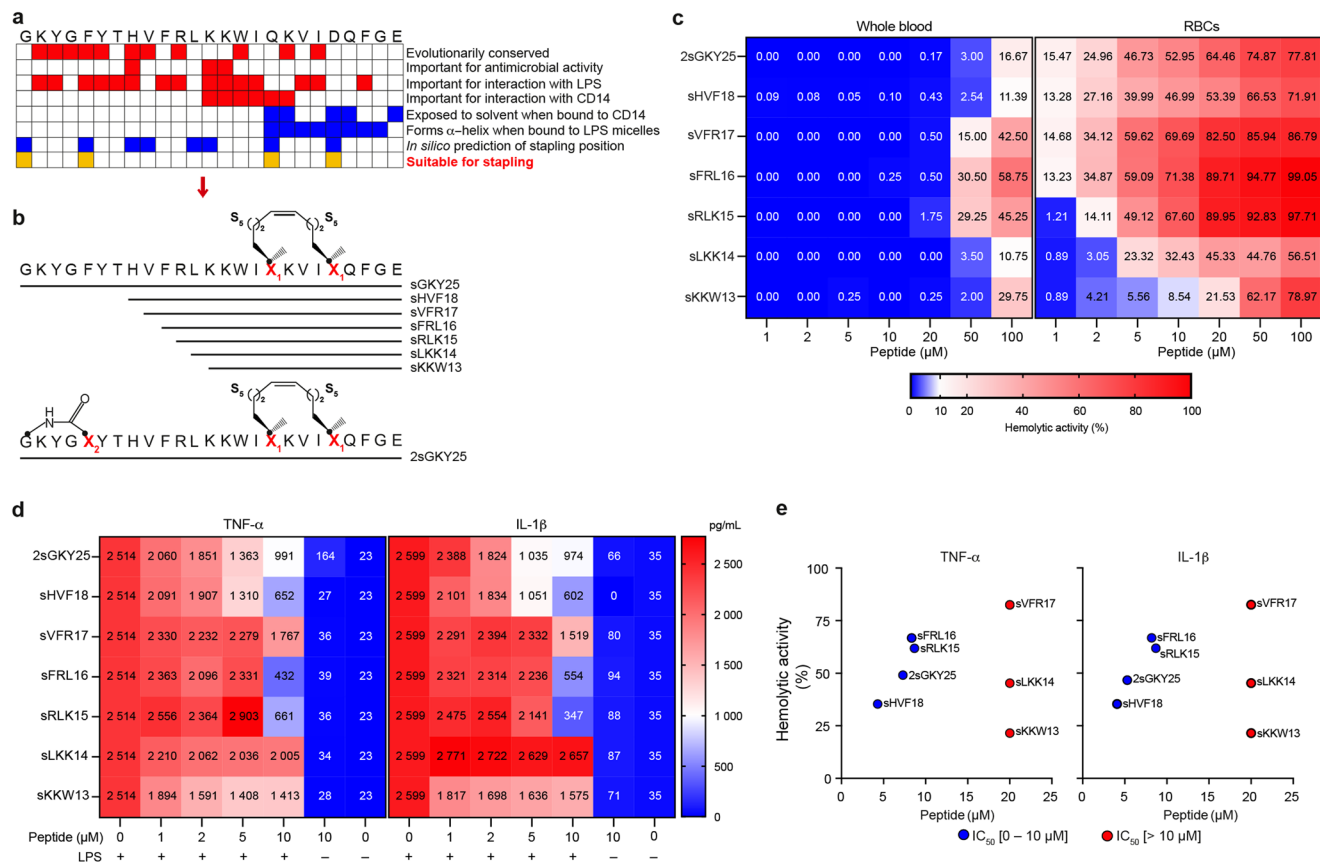 a
G K Y G F Y T H V F R L K K W I Q K V I D Q F G E
Evolutionarily conserved
Important for antimicrobial activity
Important for interaction with LPS
Important for interaction with CD14
Exposed to solvent when bound to CD14
Forms α–helix when bound to LPS micelles
In silico prediction of stapling position
Suitable for stapling
b
S5 S5
( )2 ( )2
G K Y G F Y T H V F R L K K W I X1 K V I X1 Q F G E
sGKY25
sHVF18
sVFR17
sFRL16
sRLK15
sLKK14
sKKW13
S5 S5
( )2 ( )2
H O
N
G K Y G X2 Y T H V F R L K K W I X1 K V I X1 Q F G E
2sGKY25
c
Whole blood RBCs
2sGKY25 0.00 0.00 0.00 0.00 0.17 3.00 16.67 15.47 24.96 46.73 52.95 64.46 74.87 77.81
sHVF18 0.09 0.08 0.05 0.10 0.43 2.54 11.39 13.28 27.16 39.99 46.99 53.39 66.53 71.91
sVFR17 0.00 0.00 0.00 0.00 0.50 15.00 42.50 14.68 34.12 59.62 69.69 82.50 85.94 86.79
sFRL16 0.00 0.00 0.00 0.25 0.50 30.50 58.75 13.23 34.87 59.09 71.38 89.71 94.77 99.05
sRLK15 0.00 0.00 0.00 0.00 1.75 29.25 45.25 1.21 14.11 49.12 67.60 89.95 92.83 97.71
sLKK14 0.00 0.00 0.00 0.00 0.00 3.50 10.75 0.89 3.05 23.32 32.43 45.33 44.76 56.51
sKKW13 0.00 0.00 0.25 0.00 0.25 2.00 29.75 0.89 4.21 5.56 8.54 21.53 62.17 78.97
1 2 5 10 20 50 100 1 2 5 10 20 50 100
Peptide (µM) Peptide (µM)
0 10 20 40 60 80 100
Hemolytic activity (%)
d
TNF-α IL-1β
pg/mL
2sGKY25 2 514 2 060 1 851 1 363 991 164 23 2 599 2 388 1 824 1 035 974 66 35
sHVF18 2 514 2 091 1 907 1 310 652 27 23 2 599 2 101 1 834 1 051 602 0 35
sVFR17 2 514 2 330 2 232 2 279 1 767 36 23 2 599 2 291 2 394 2 332 1 519 80 35
sFRL16 2 514 2 363 2 096 2 331 432 39 23 2 599 2 321 2 314 2 236 554 94 35
sRLK15 2 514 2 556 2 364 2 903 661 36 23 2 599 2 475 2 554 2 141 347 88 35
sLKK14 2 514 2 210 2 062 2 036 2 005 34 23 2 599 2 771 2 722 2 629 2 657 87 35
sKKW13 2 514 1 894 1 591 1 408 1 413 28 23 2 599 1 817 1 698 1 636 1 575 71 35
2 500
2 000
1 500
1 000
500
0
Peptide (µM) 0 1 2 5 10 10 0 0 1 2 5 10 10 0
LPS + + + + + – – + + + + + – –
e
TNF-α IL-1β
Hemolytic activity (%)
100
75
50
25
0
sVFR17
sFRL16
sRLK15
2sGKY25
sLKK14
sHVF18
sKKW13
sVFR17
sFRL16
sRLK15
2sGKY25
sLKK14
sHVF18
sKKW13
0 5 10 15 20 25 0 5 10 15 20 25
Peptide (µM) Peptide (µM)
IC50 [0 – 10 µM] IC50 [> 10 µM]